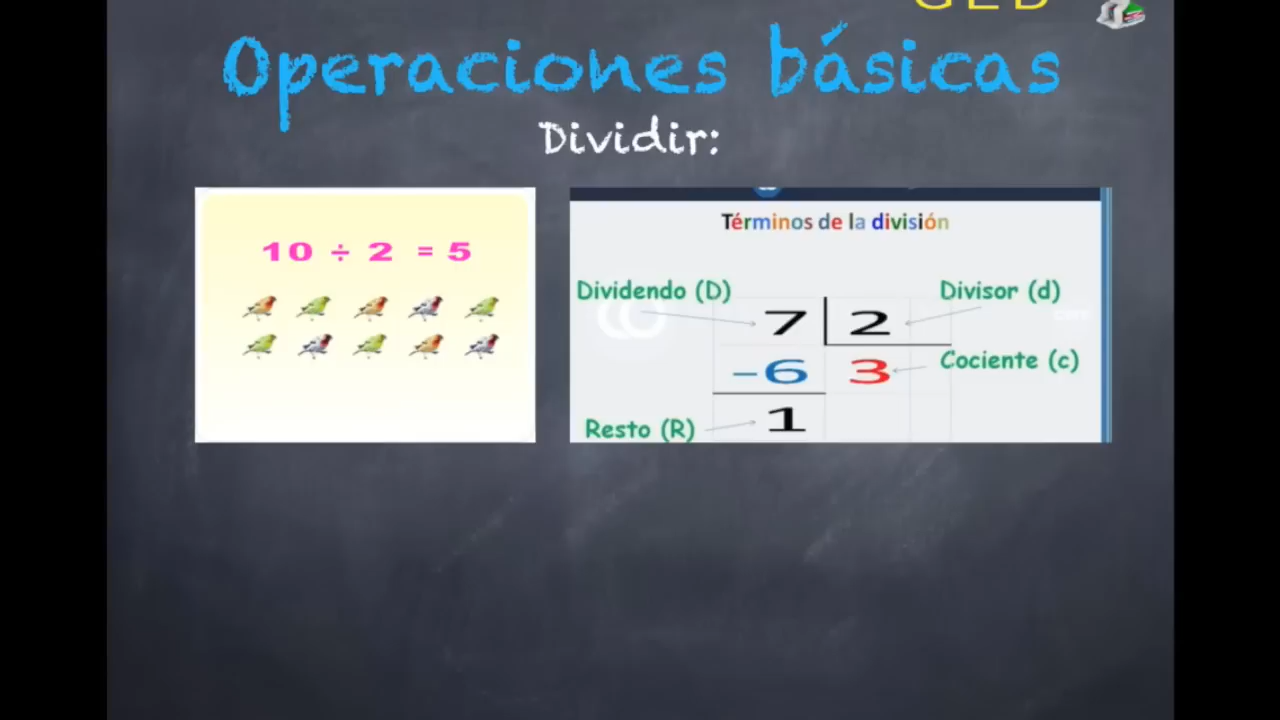 GED
Operaciones básicas
Dividir:
10 ÷ 2 = 5
Términos de la división
Dividendo (D)
Divisor (d)
7 2
-6 3
Cociente (c)
1
Resto (R)